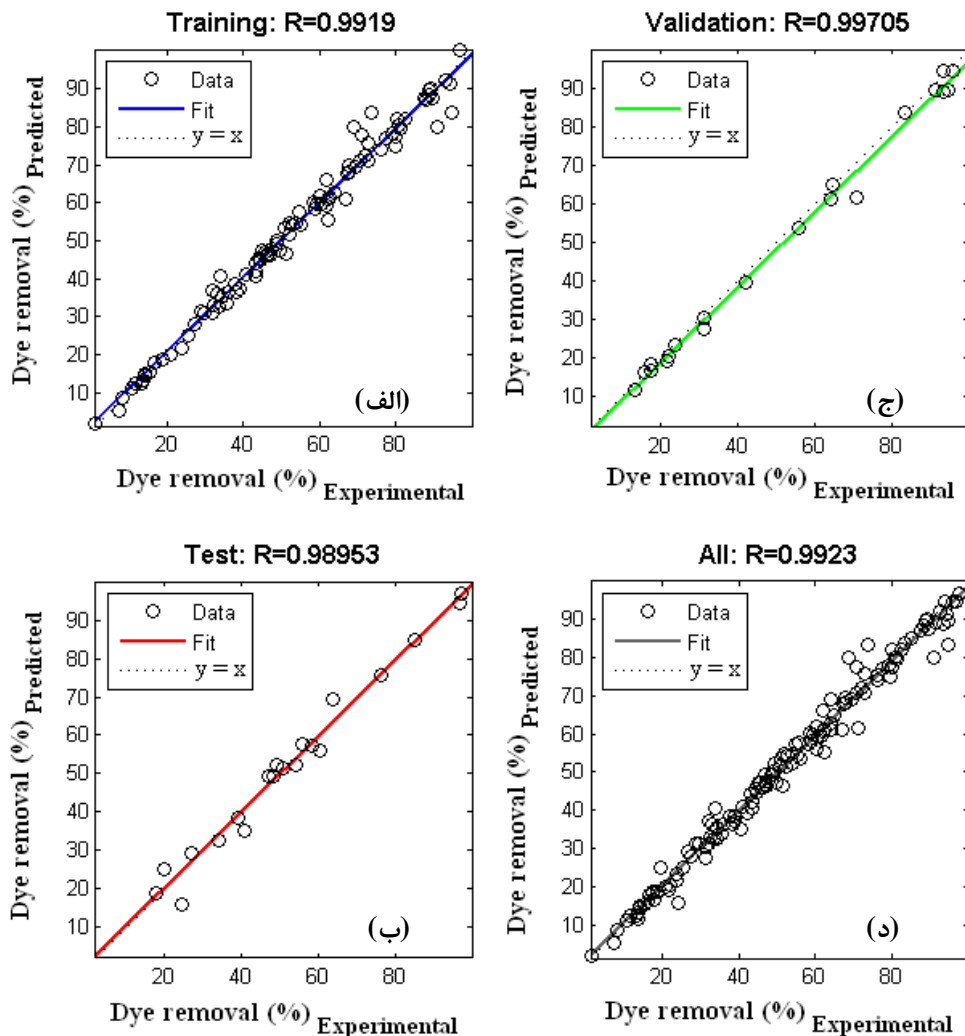 Training: R=0.9919
Data
Fit
y = x
90
80
70
60
50
40
30
20
10
20 40 60 80
Dye removal (%) Predicted
Dye removal (%) Experimental
(الف)
Validation: R=0.99705
Data
Fit
y = x
90
80
70
60
50
40
30
20
10
20 40 60 80
Dye removal (%) Predicted
Dye removal (%) Experimental
(ج)
Test: R=0.98953
Data
Fit
y = x
90
80
70
60
50
40
30
20
10
20 40 60 80
Dye removal (%) Predicted
Dye removal (%) Experimental
(ب)
All: R=0.9923
Data
Fit
y = x
90
80
70
60
50
40
30
20
10
20 40 60 80
Dye removal (%) Predicted
Dye removal (%) Experimental
(د)